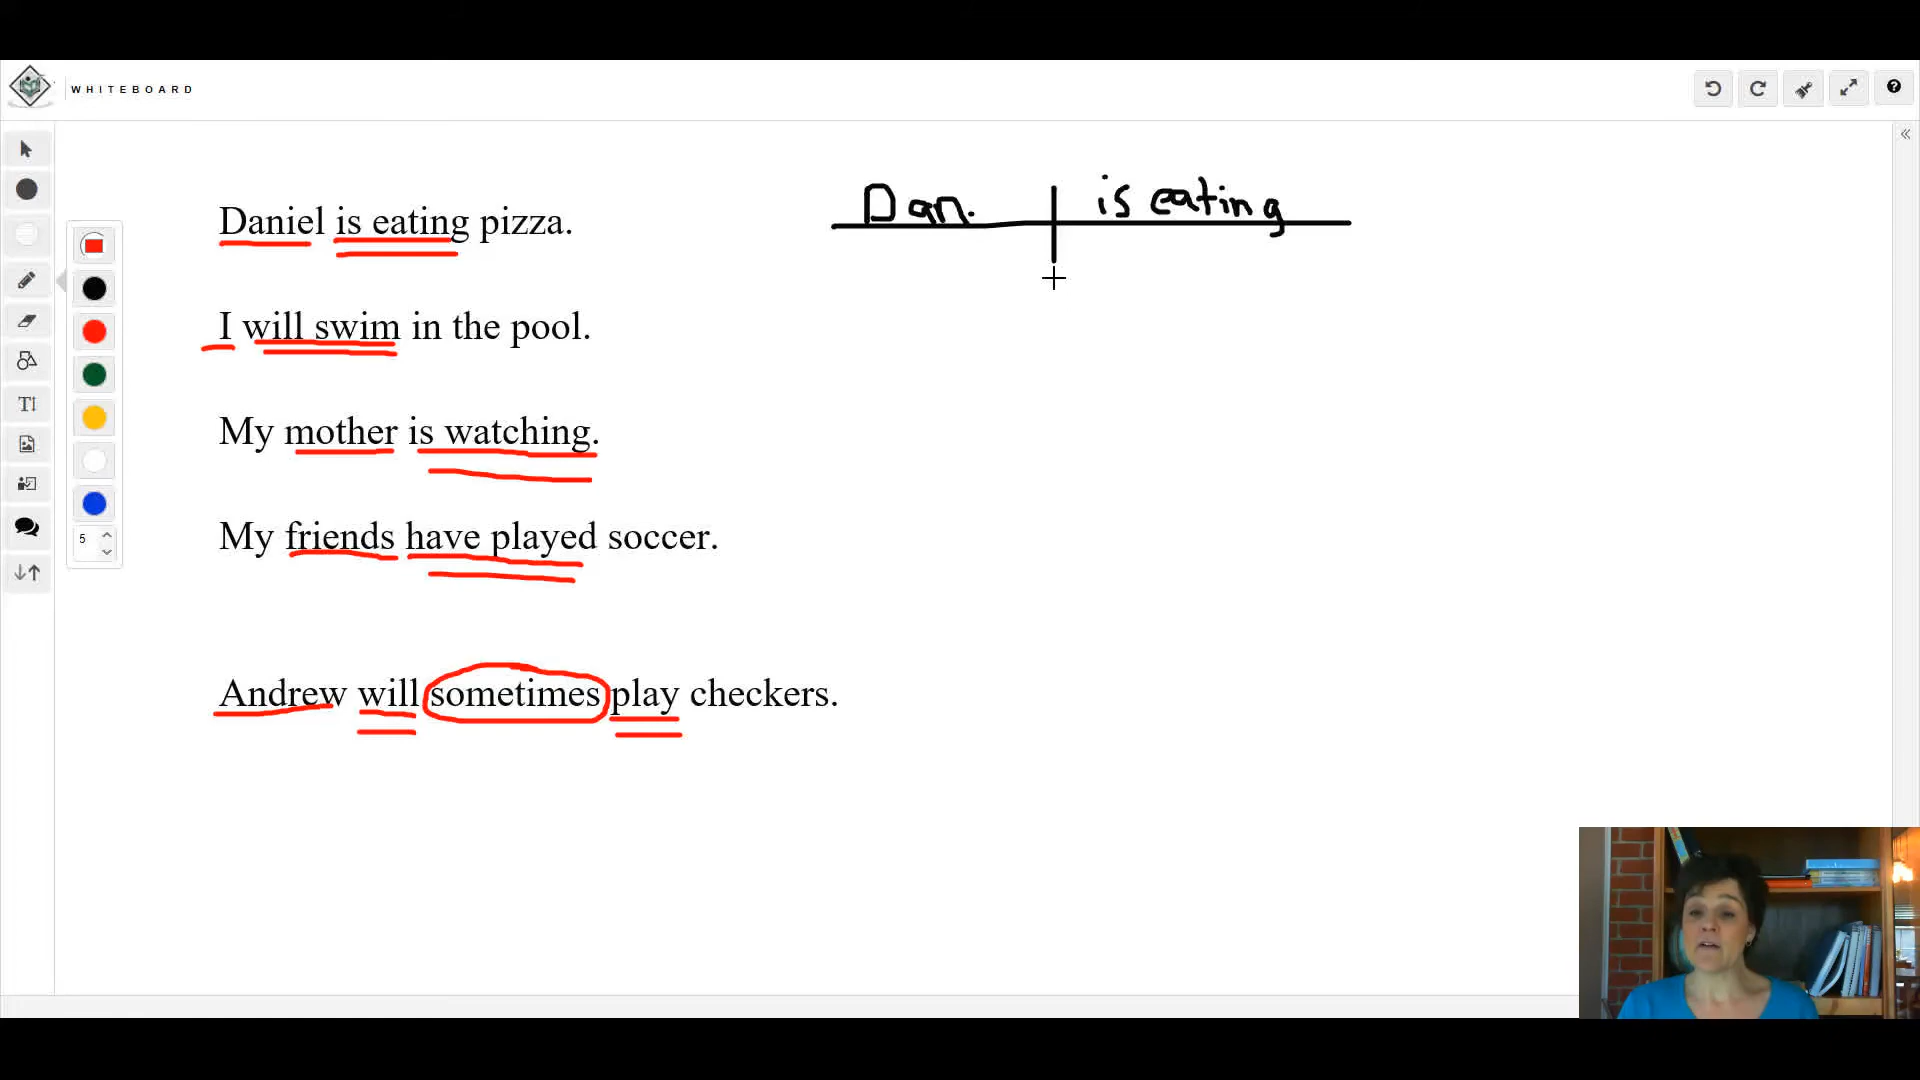 WHITEBOARD
Daniel is eating pizza.
Dan. is eating
I will swim in the pool.
My mother is watching.
My friends have played soccer.
5
Andrew will sometimes play checkers.